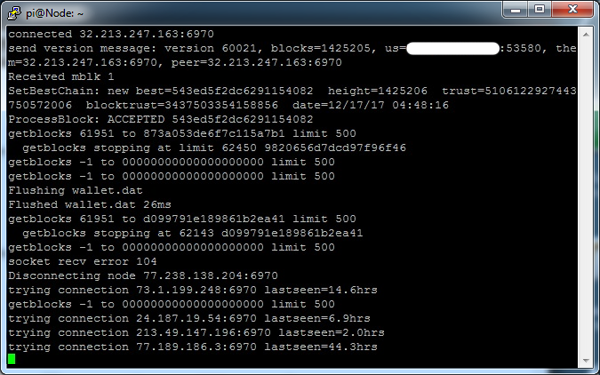 pi@Node: ~
connected 32.213.247.163:6970
send version message: version 60021, blocks=1425205, us= :53580, the
m=32.213.247.163:6970, peer=32.213.247.163:6970
Received mblk 1
SetBestChain: new best=543ed5f2dc6291154082  height=1425206  trust=5106122927443
750572006  blocktrust=3437503354158856  date=12/17/17 04:48:16
ProcessBlock: ACCEPTED 543ed5f2dc6291154082
getblocks 61951 to 873a053de6f7c115a7b1 limit 500
  getblocks stopping at limit 62450 9820656d7dcd97f96f46
getblocks -1 to 00000000000000000000 limit 500
getblocks -1 to 00000000000000000000 limit 500
Flushing wallet.dat
Flushed wallet.dat 26ms
getblocks 61951 to d099791e189861b2ea41 limit 500
  getblocks stopping at 62143 d099791e189861b2ea41
getblocks -1 to 00000000000000000000 limit 500
socket recv error 104
Disconnecting node 77.238.138.204:6970
trying connection 73.1.199.248:6970 lastseen=14.6hrs
getblocks -1 to 00000000000000000000 limit 500
trying connection 24.187.19.54:6970 lastseen=6.9hrs
trying connection 213.49.147.196:6970 lastseen=2.0hrs
trying connection 77.189.186.3:6970 lastseen=44.3hrs